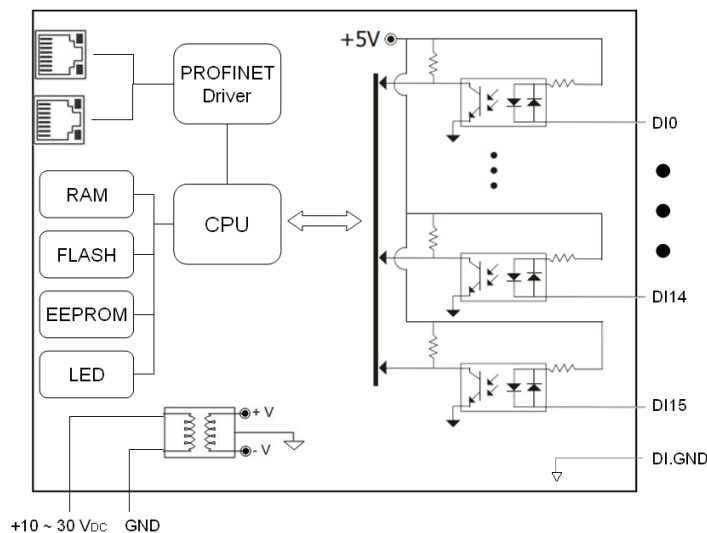 +5V
PROFINET
Driver
DI0
RAM
CPU
FLASH
EEPROM
DI14
LED
DI15
+ V
- V
DI.GND
+10 ~ 30 VDC
GND